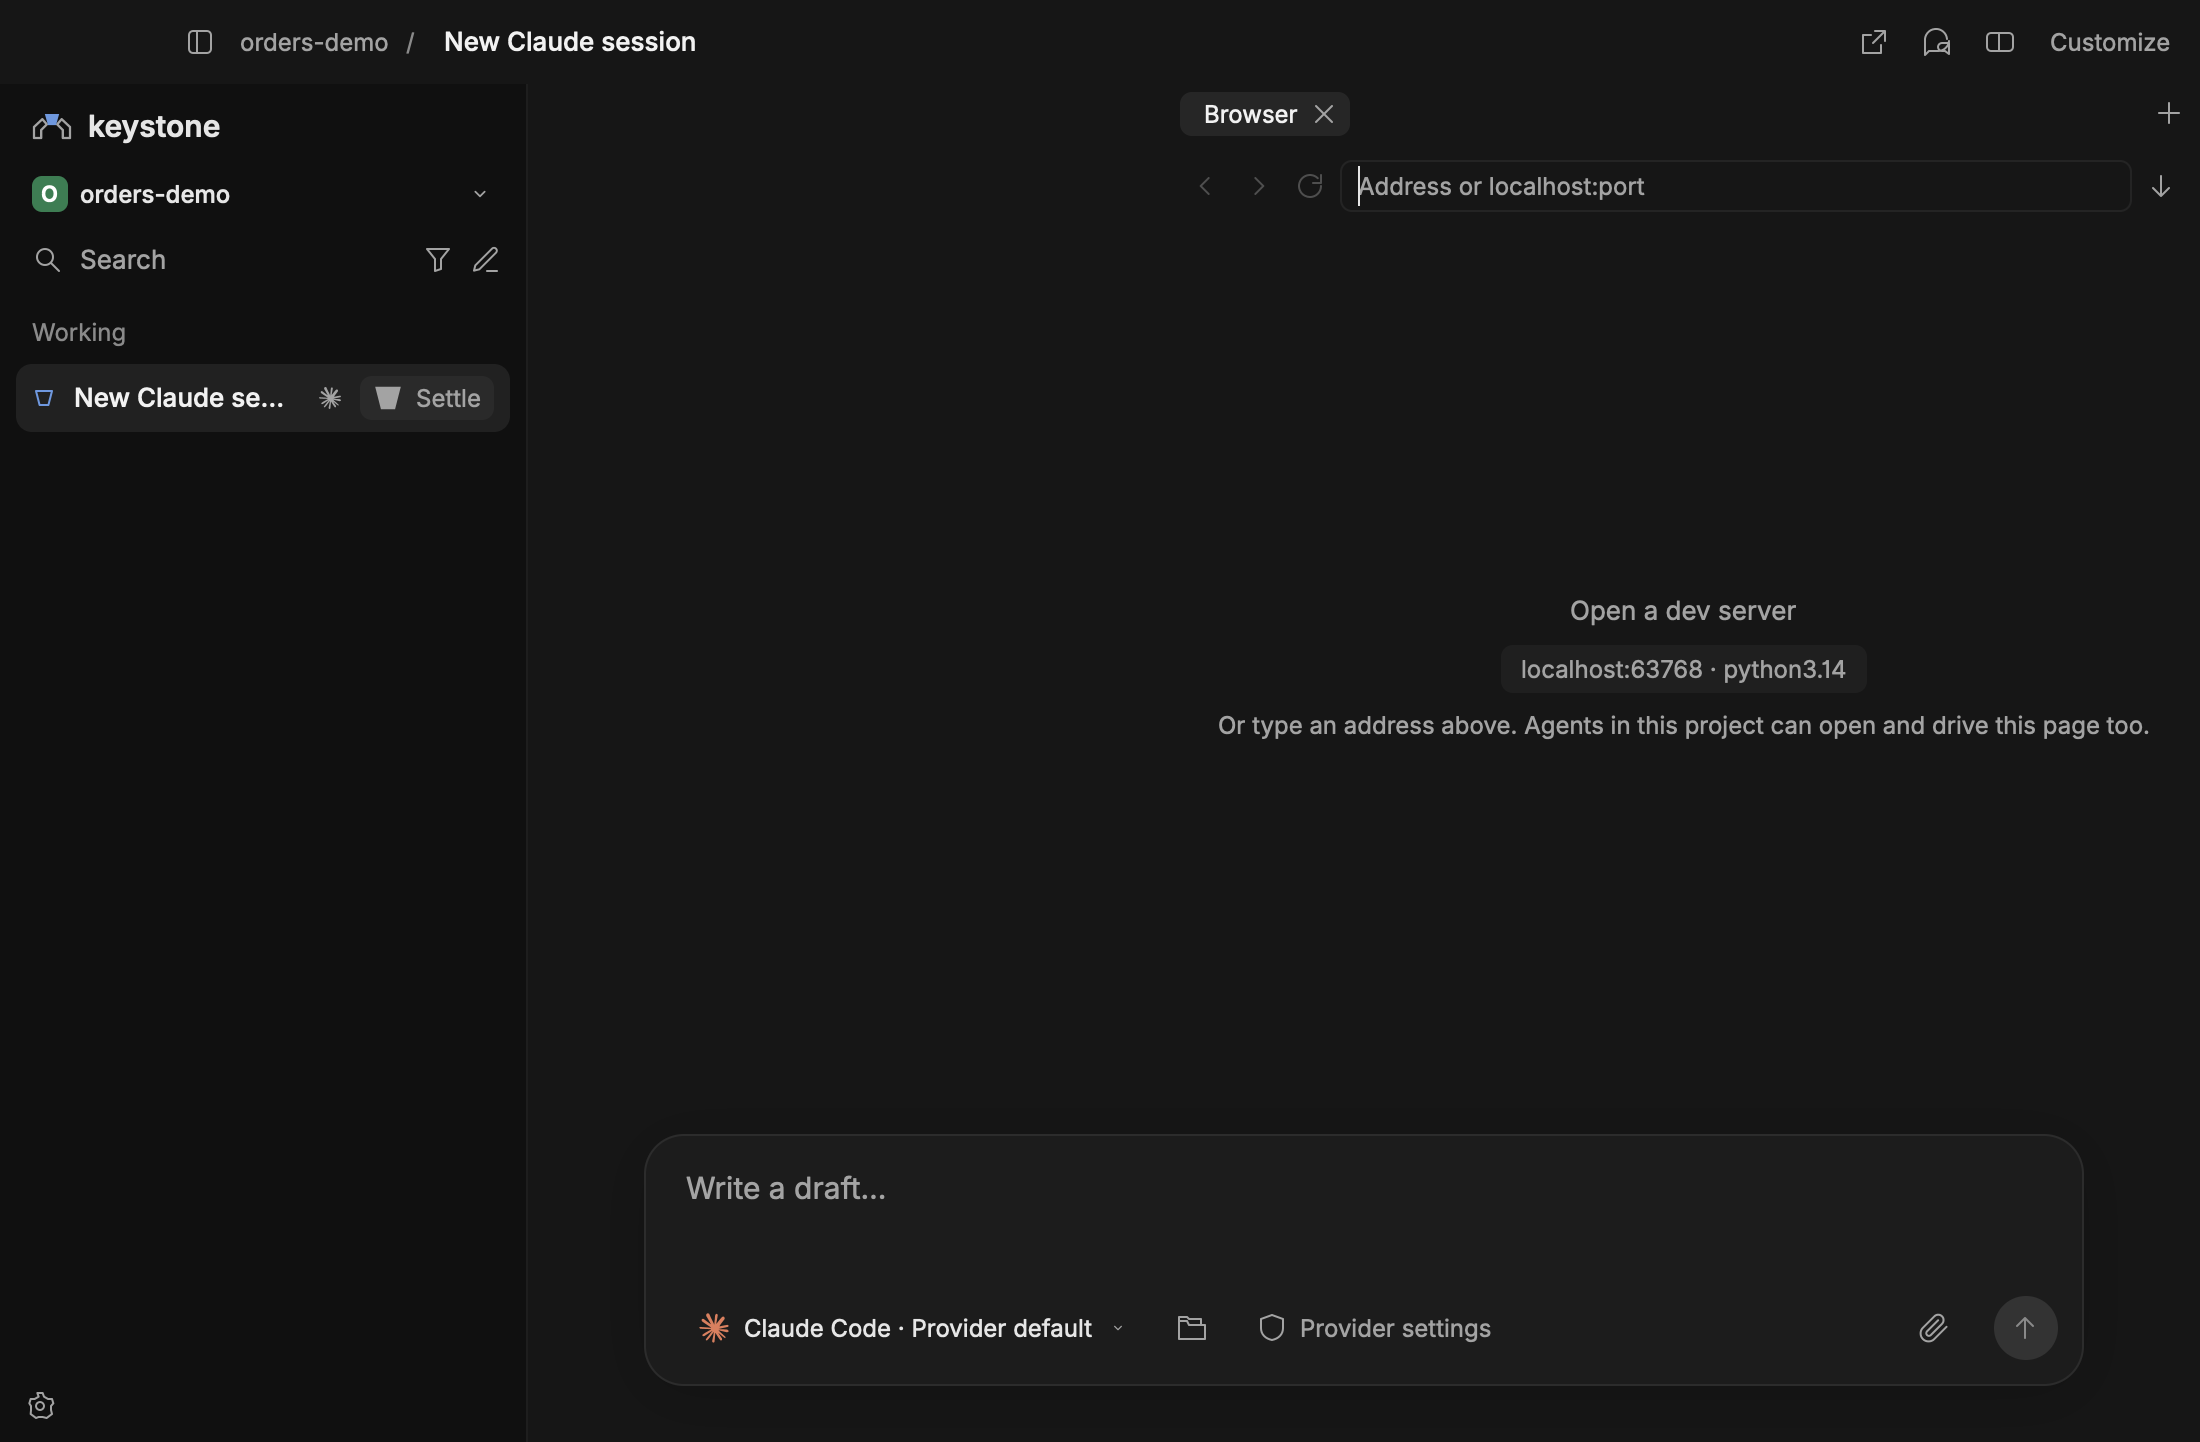 orders-demo / New Claude session
Customize
keystone
O orders-demo
Search
Working
New Claude se... Settle
Browser
Address or localhost:port
Open a dev server
localhost:63768 · python3.14
Or type an address above. Agents in this project can open and drive this page too.
Write a draft...
Claude Code · Provider default
Provider settings